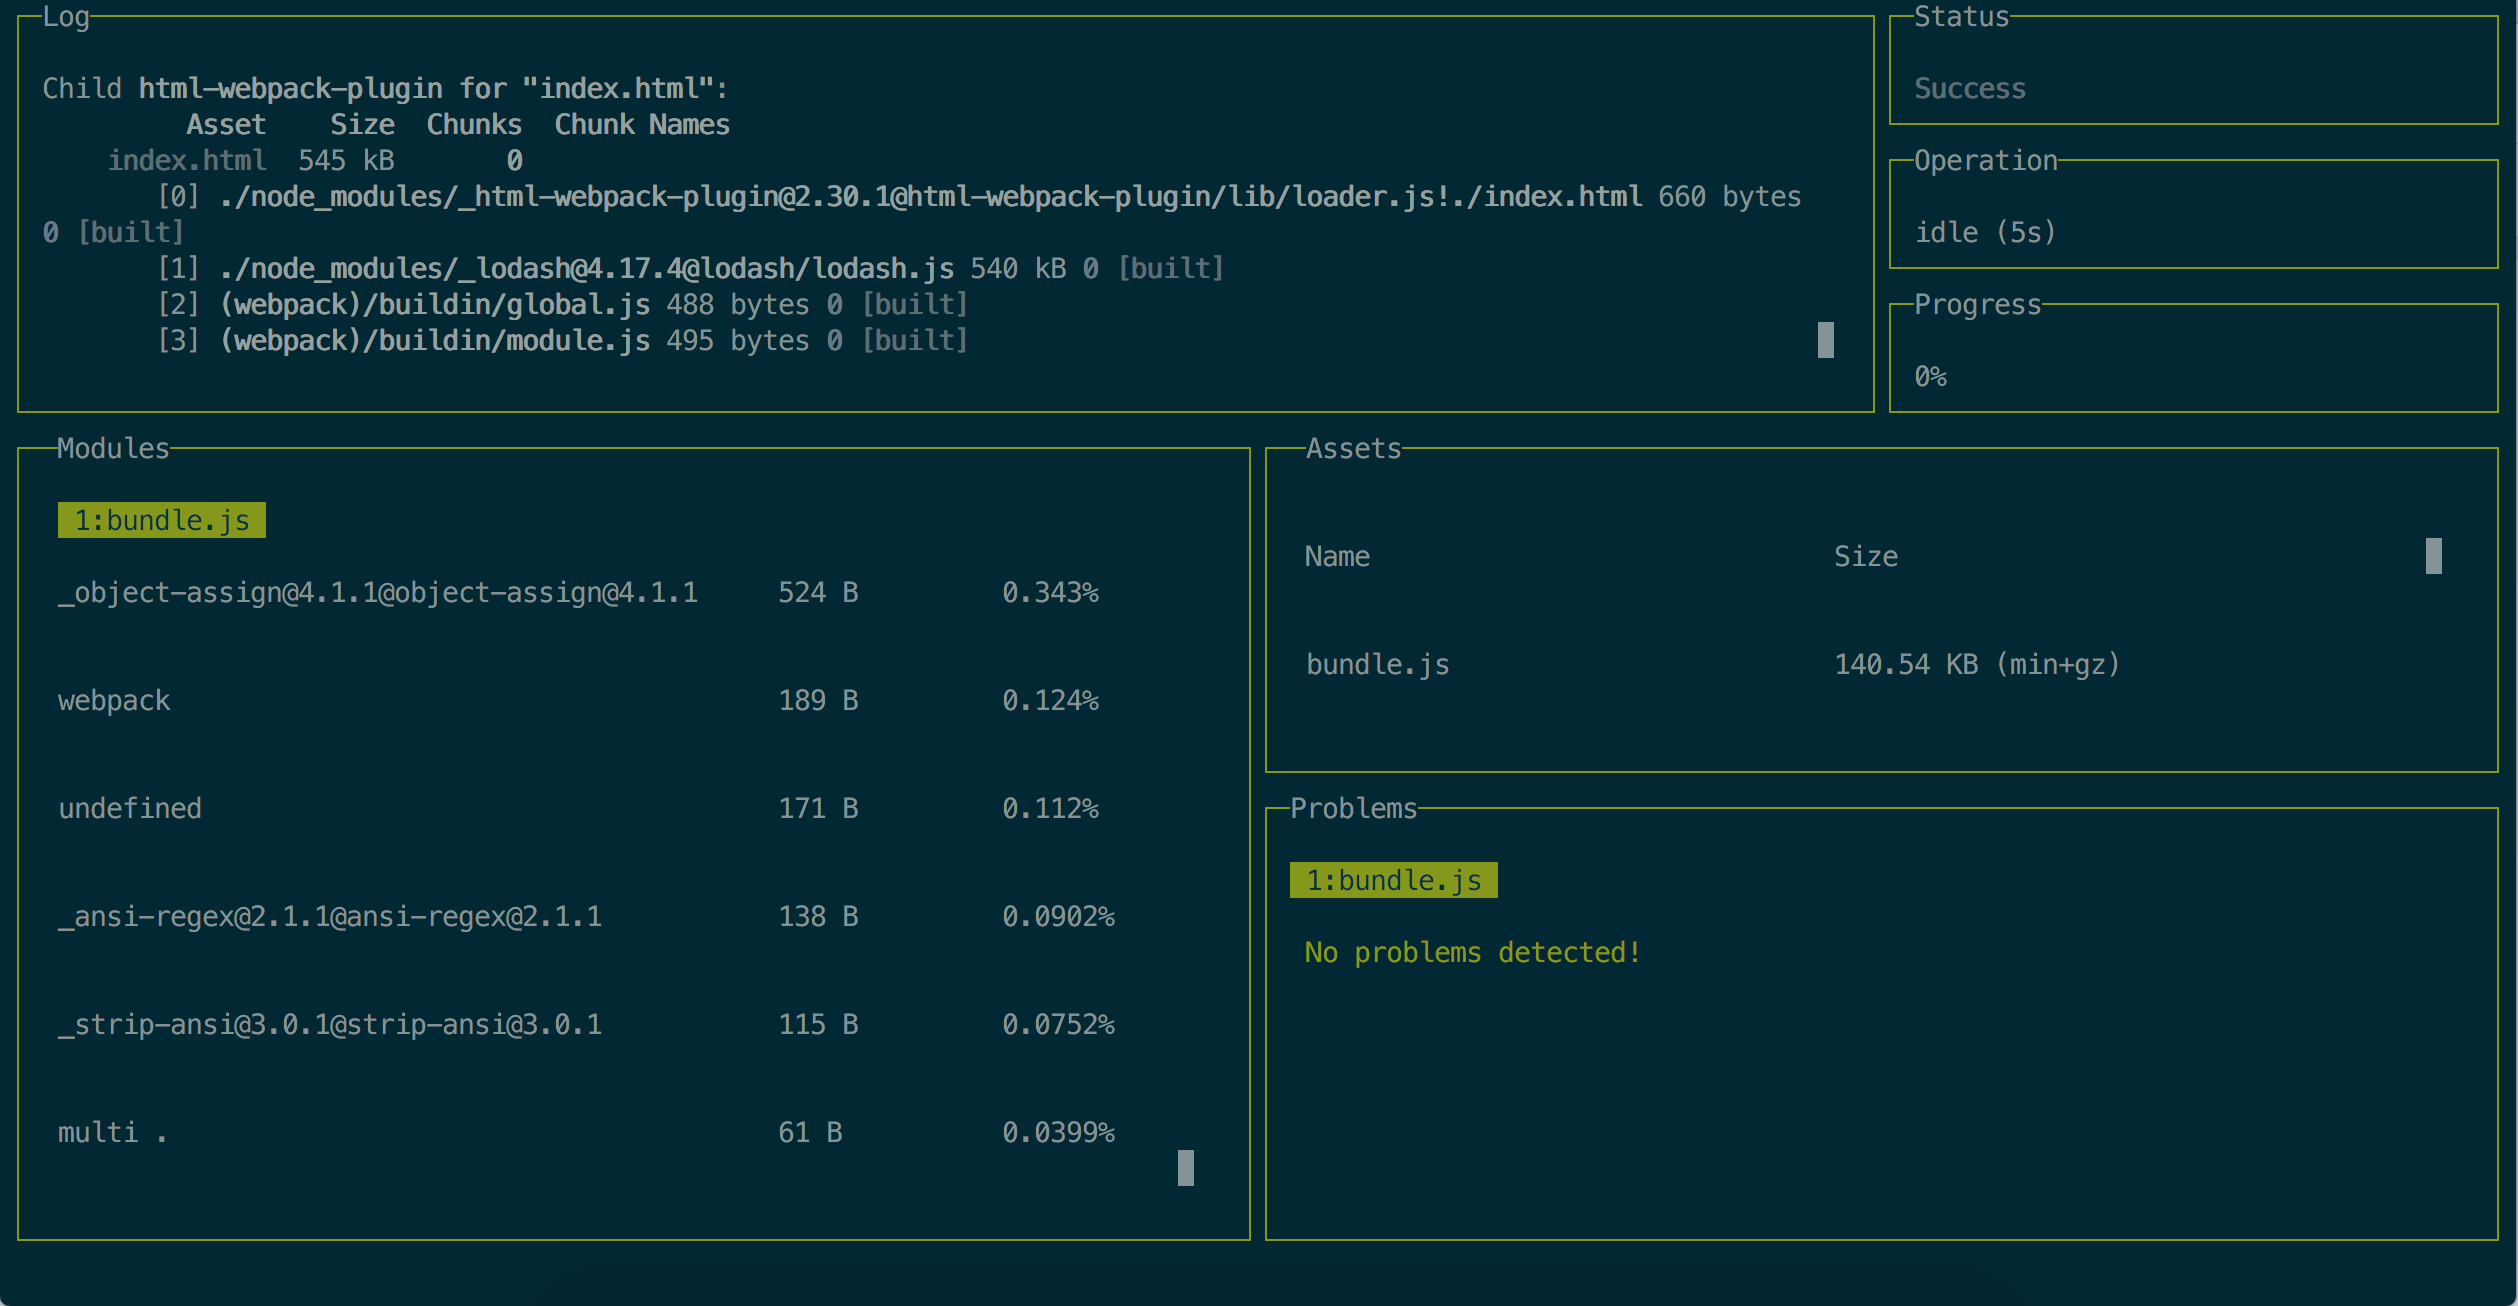 Log
Child html-webpack-plugin for "index.html":
Asset Size Chunks Chunk Names
index.html 545 kB 0
[0] ./node_modules/_html-webpack-plugin@2.30.1@html-webpack-plugin/lib/loader.js!./index.html 660 bytes
0 [built]
[1] ./node_modules/_lodash@4.17.4@lodash/lodash.js 540 kB 0 [built]
[2] (webpack)/buildin/global.js 488 bytes 0 [built]
[3] (webpack)/buildin/module.js 495 bytes 0 [built]
Status
Success
Operation
idle (5s)
Progress
0%
Modules
1:bundle.js
_object-assign@4.1.1@object-assign@4.1.1 524 B 0.343%
webpack 189 B 0.124%
undefined 171 B 0.112%
_ansi-regex@2.1.1@ansi-regex@2.1.1 138 B 0.0902%
_strip-ansi@3.0.1@strip-ansi@3.0.1 115 B 0.0752%
multi . 61 B 0.0399%
Assets
Name Size
bundle.js 140.54 KB (min+gz)
Problems
1:bundle.js
No problems detected!